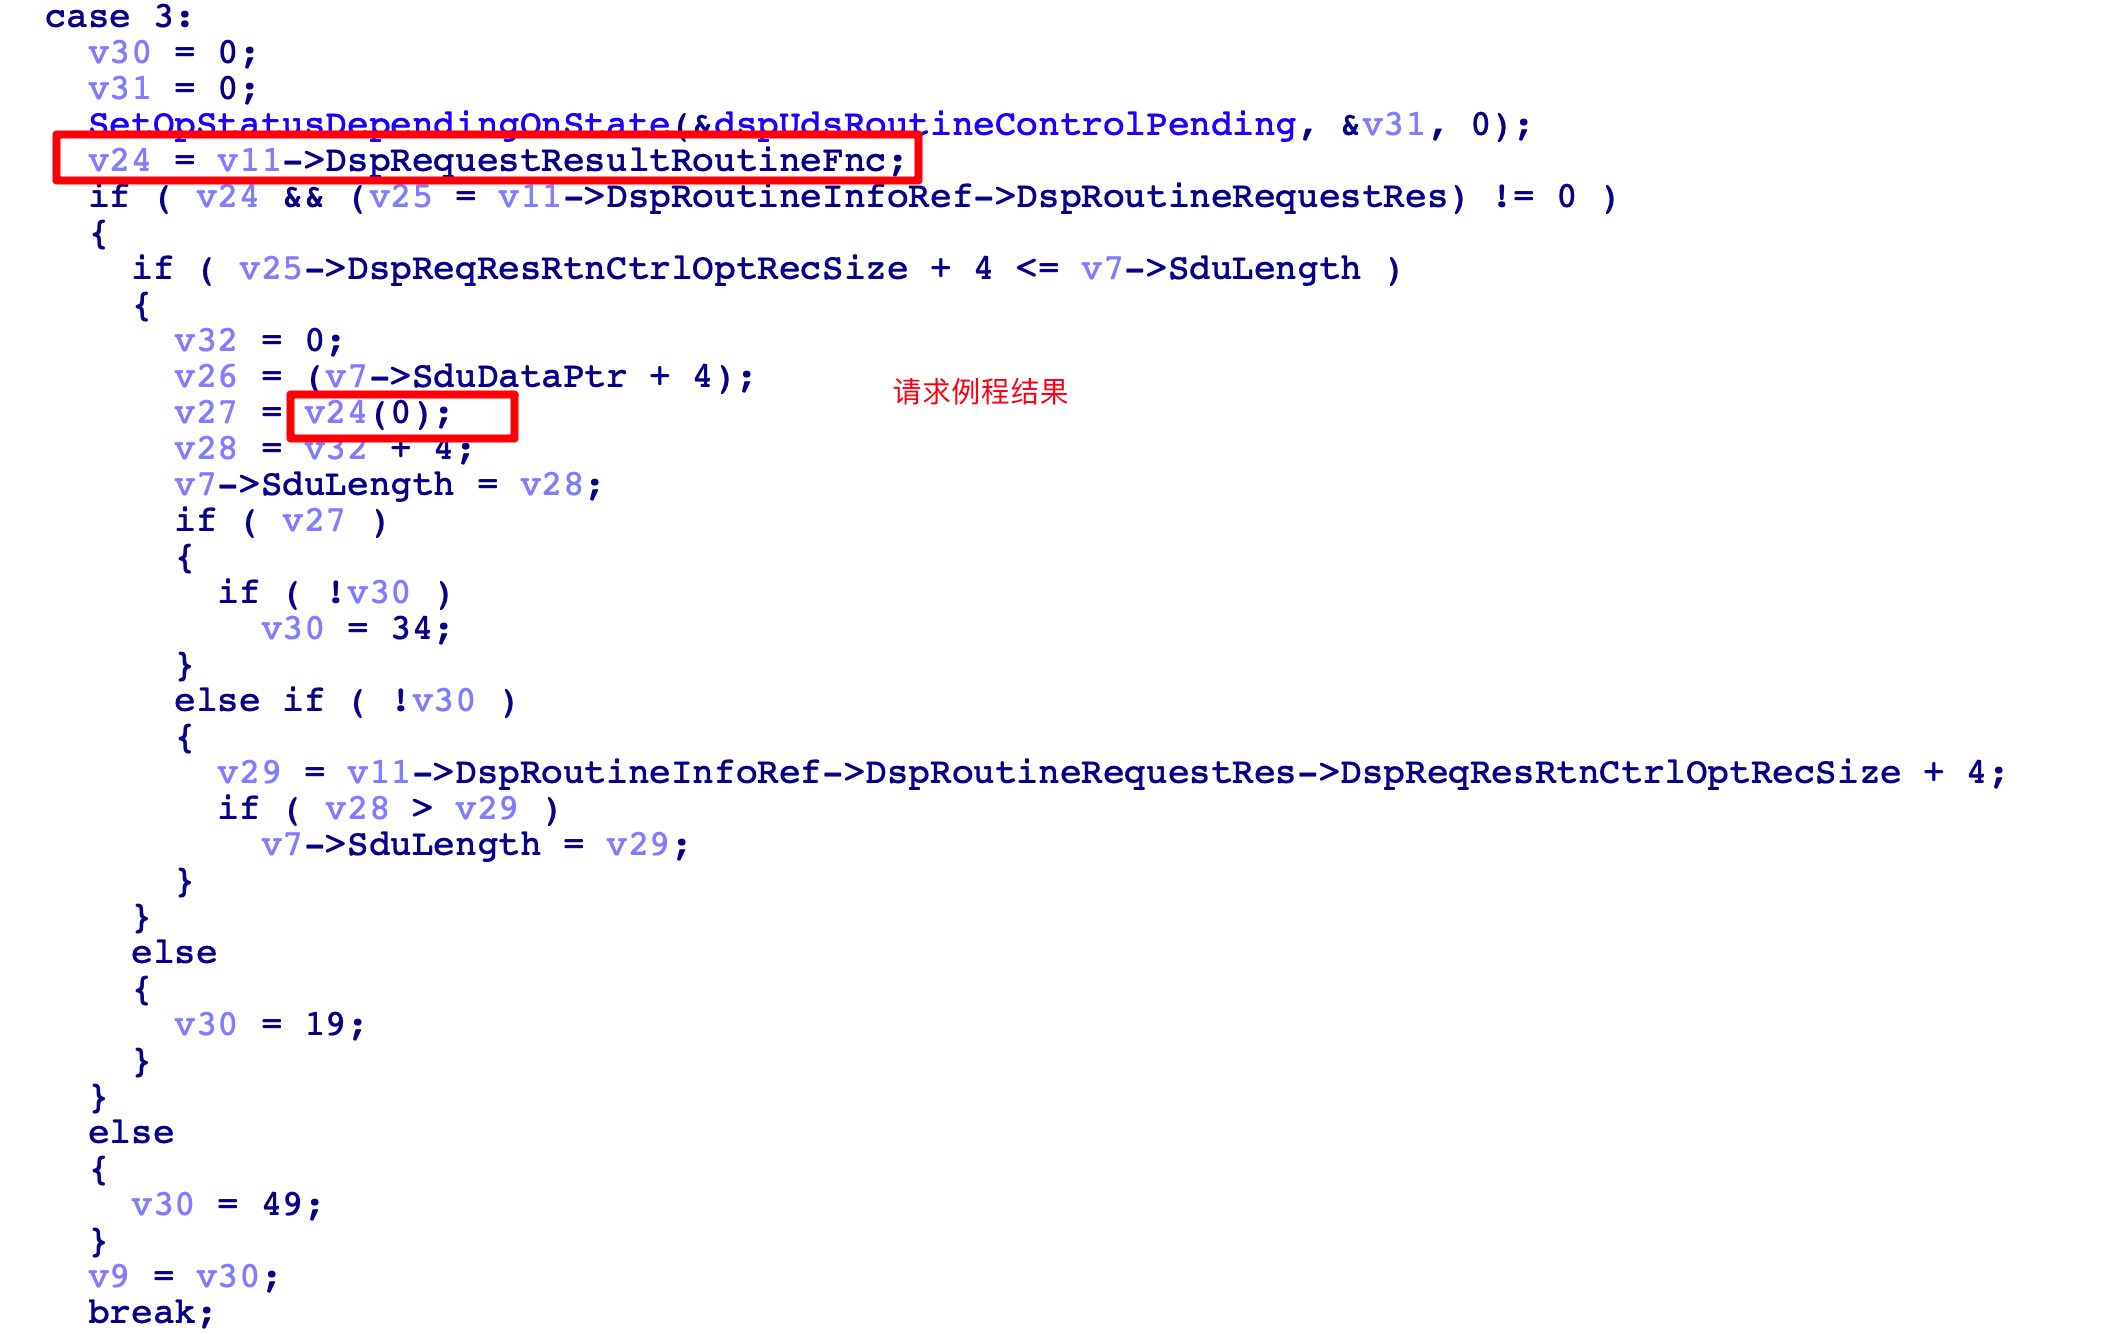 case 3:
v30 = 0;
v31 = 0;
SetOpStatusDependingOnState(&dspUdsRoutineControlPending, &v31, 0);
v24 = v11->DspRequestResultRoutineFnc;
if ( v24 && (v25 = v11->DspRoutineInfoRef->DspRoutineRequestRes) != 0 )
{
if ( v25->DspReqResRtnCtrlOptRecSize + 4 <= v7->SduLength )
{
v32 = 0;
v26 = (v7->SduDataPtr + 4);
请求例程结果
v27 = v24(0);
v28 = v32 + 4;
v7->SduLength = v28;
if ( v27 )
{
if ( !v30 )
v30 = 34;
}
else if ( !v30 )
{
v29 = v11->DspRoutineInfoRef->DspRoutineRequestRes->DspReqResRtnCtrlOptRecSize + 4;
if ( v28 > v29 )
v7->SduLength = v29;
}
}
else
{
v30 = 19;
}
}
else
{
v30 = 49;
}
v9 = v30;
break;